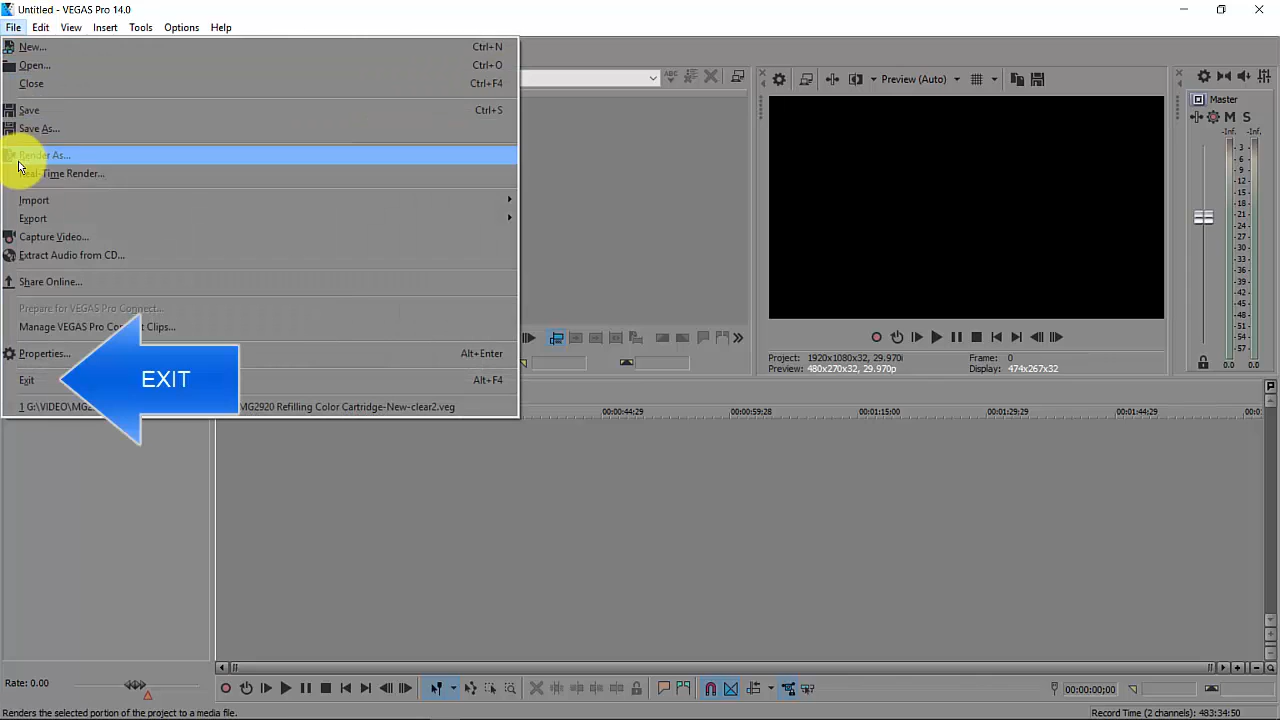 Untitled - VEGAS Pro 14.0
File Edit View Insert Tools Options Help
New... Ctrl+N
Open... Ctrl+O
Close Ctrl+F4
Save Ctrl+S
Save As...
Render As...
Real-Time Render...
Import
Export
Capture Video...
Extract Audio from CD...
Share Online...
Prepare for VEGAS Pro Connect...
Manage VEGAS Pro Connect Clips...
Properties... Alt+Enter
Exit Alt+F4
EXIT
1 G:\VIDEO\MG2 MG2920 Refilling Color Cartridge-New-clear2.veg
ABC
Preview (Auto)
Project: 1920x1080x32, 29.970i Frame: 0
Preview: 480x270x32, 29.970p Display: 474x267x32
Master
M S
-Inf. -Inf.
3
6
9
12
15
18
21
24
27
30
33
36
39
42
45
48
51
54
57
0.0 0.0
00:00:44;29 00:00:59;28 00:01:15;00 00:01:29;29 00:01:44;29 00:0
Rate: 0.00
00:00:00;00
Renders the selected portion of the project to a media file.
Record Time (2 channels): 483:34:50